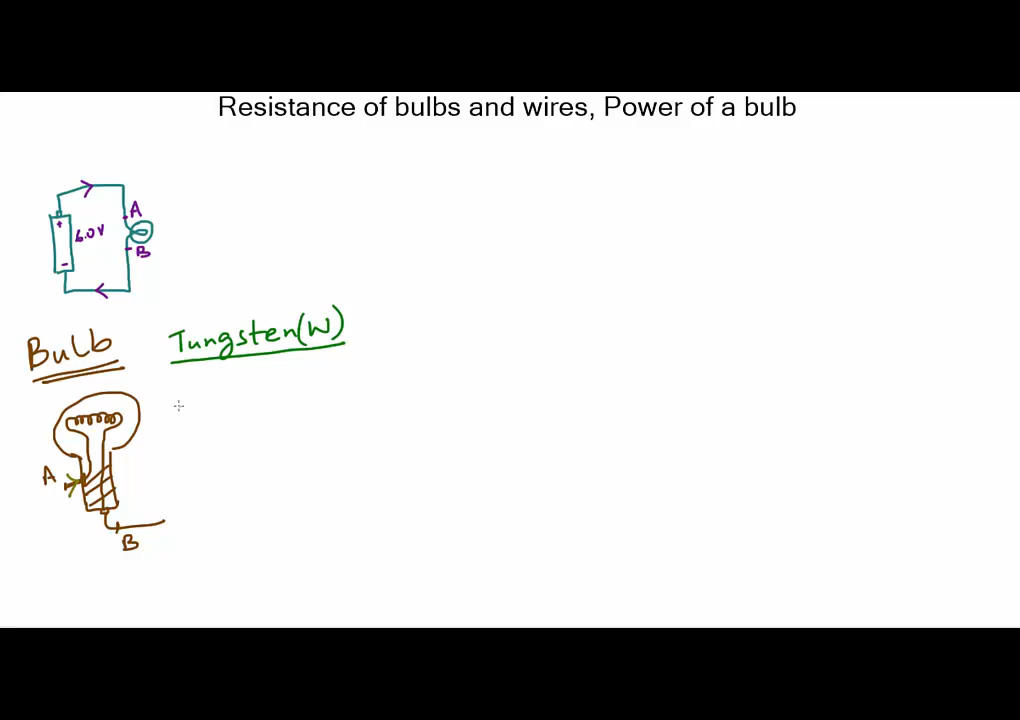 Resistance of bulbs and wires, Power of a bulb
A
+
6.0V
B
-
Bulb
Tungsten(W)
A
B